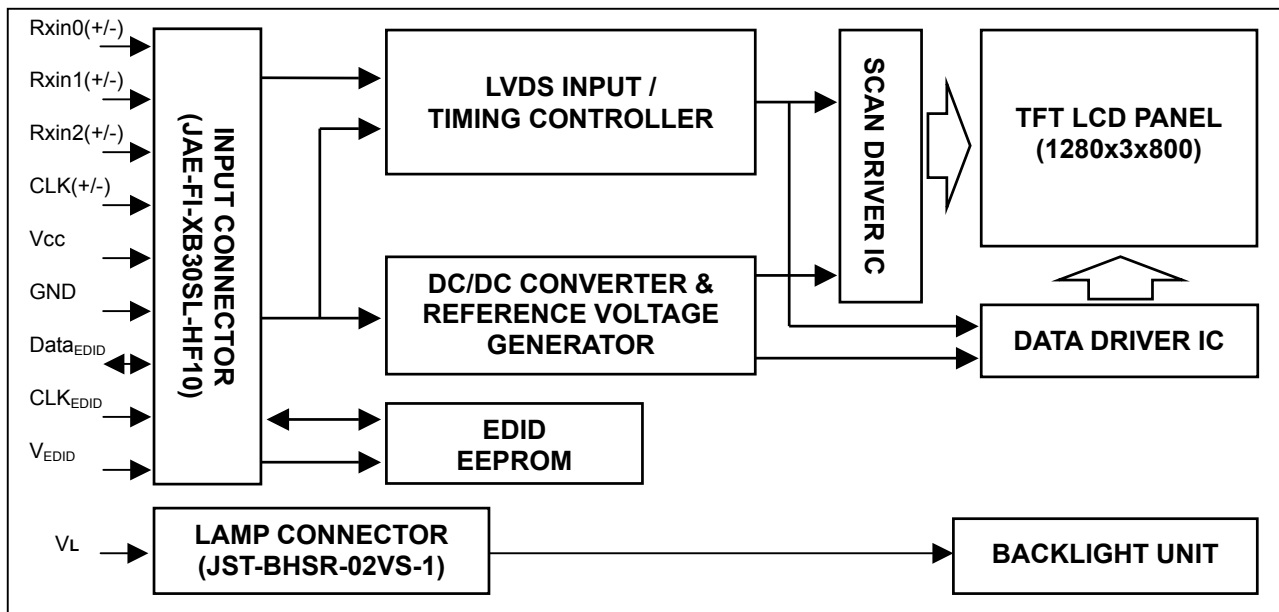 Rxin0(+/-)
Rxin1(+/-)
Rxin2(+/-)
CLK(+/-)
Vcc
GND
DataEDID
CLKEDID
VEDID
VL
INPUT CONNECTOR
(JAE-FI-XB30SL-HF10)
LVDS INPUT /
TIMING CONTROLLER
DC/DC CONVERTER &
REFERENCE VOLTAGE
GENERATOR
EDID
EEPROM
LAMP CONNECTOR
(JST-BHSR-02VS-1)
SCAN DRIVER IC
TFT LCD PANEL
(1280x3x800)
DATA DRIVER IC
BACKLIGHT UNIT